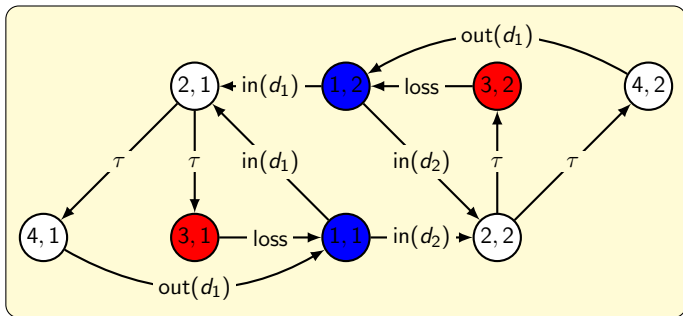 out(d₁)
2, 1
in(d₁)
1, 2
loss
3, 2
4, 2
τ
τ
in(d₁)
in(d₂)
τ
τ
4, 1
3, 1
loss
1, 1
in(d₂)
2, 2
out(d₁)